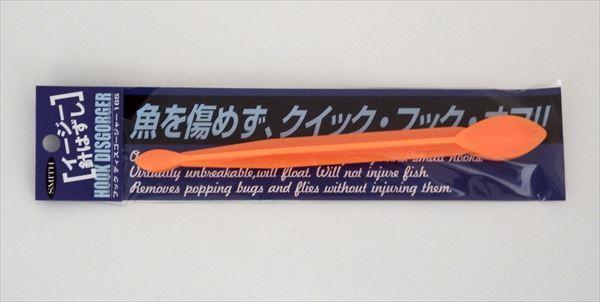 [イージー針はずし]
HOOK DISGORGER
フック ディスゴージャー 165
SMITH
魚を傷めず、クイック・フック・オフ!!
small hooks.
Virtually unbreakable,will float. Will not injure fish.
Removes popping bugs and flies without injuring them.